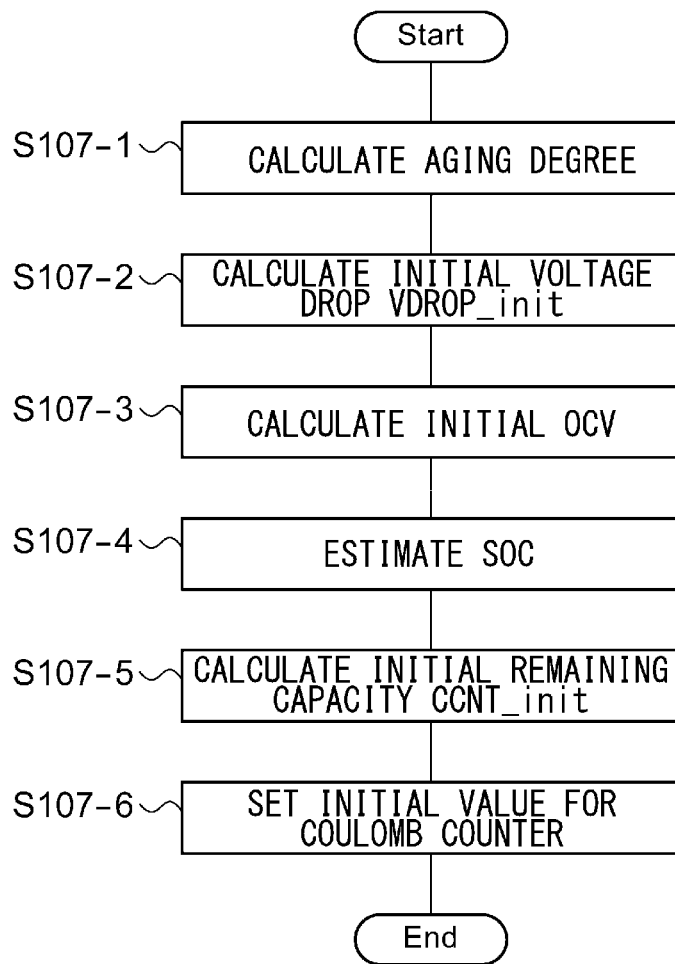 Start
S107-1
CALCULATE AGING DEGREE
S107-2
CALCULATE INITIAL VOLTAGE
DROP VDROP_init
S107-3
CALCULATE INITIAL OCV
S107-4
ESTIMATE SOC
S107-5
CALCULATE INITIAL REMAINING
CAPACITY CCNT_init
S107-6
SET INITIAL VALUE FOR
COULOMB COUNTER
End